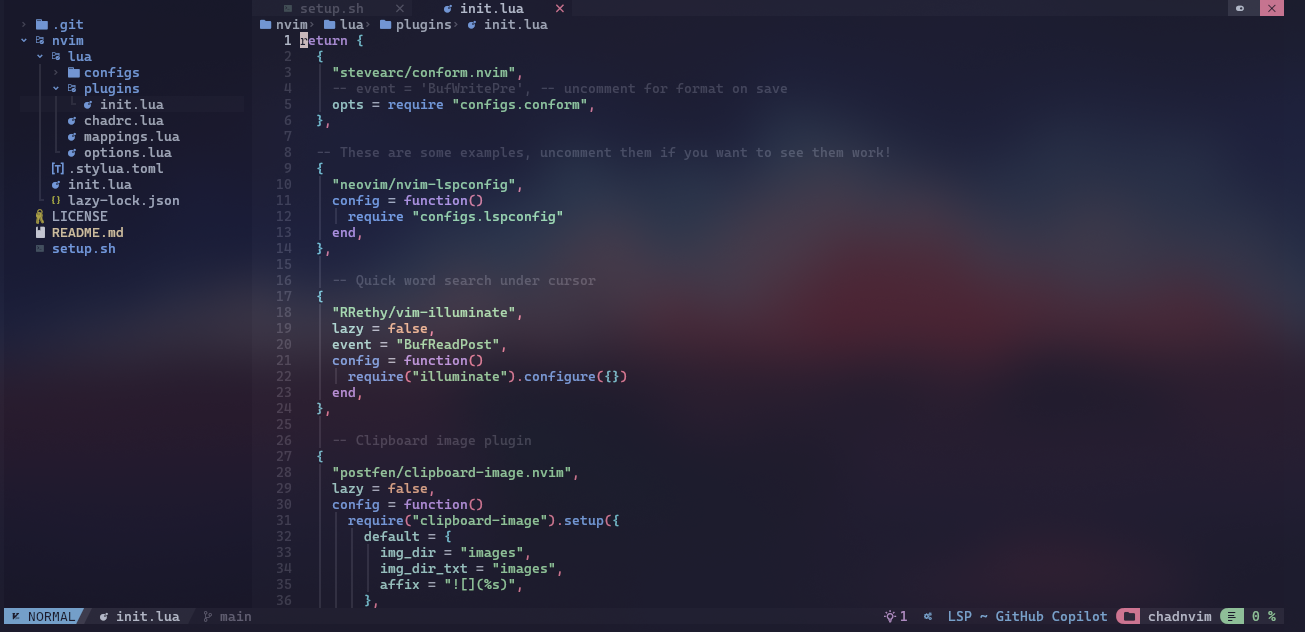 setup.sh
init.lua
nvim › lua › plugins › init.lua
.git
nvim
lua
configs
plugins
init.lua
chadrc.lua
mappings.lua
options.lua
[T] .stylua.toml
init.lua
{} lazy-lock.json
LICENSE
README.md
setup.sh
1 return {
2 {
3 "stevearc/conform.nvim",
4 -- event = 'BufWritePre', -- uncomment for format on save
5 opts = require "configs.conform",
6 },
7
8 -- These are some examples, uncomment them if you want to see them work!
9 {
10 "neovim/nvim-lspconfig",
11 config = function()
12 require "configs.lspconfig"
13 end,
14 },
15
16 -- Quick word search under cursor
17 {
18 "RRethy/vim-illuminate",
19 lazy = false,
20 event = "BufReadPost",
21 config = function()
22 require("illuminate").configure({})
23 end,
24 },
25
26 -- Clipboard image plugin
27 {
28 "postfen/clipboard-image.nvim",
29 lazy = false,
30 config = function()
31 require("clipboard-image").setup({
32 default = {
33 img_dir = "images",
34 img_dir_txt = "images",
35 affix = "![](%s)",
36 },
NORMAL init.lua main 1 LSP ~ GitHub Copilot chadnvim 0 %